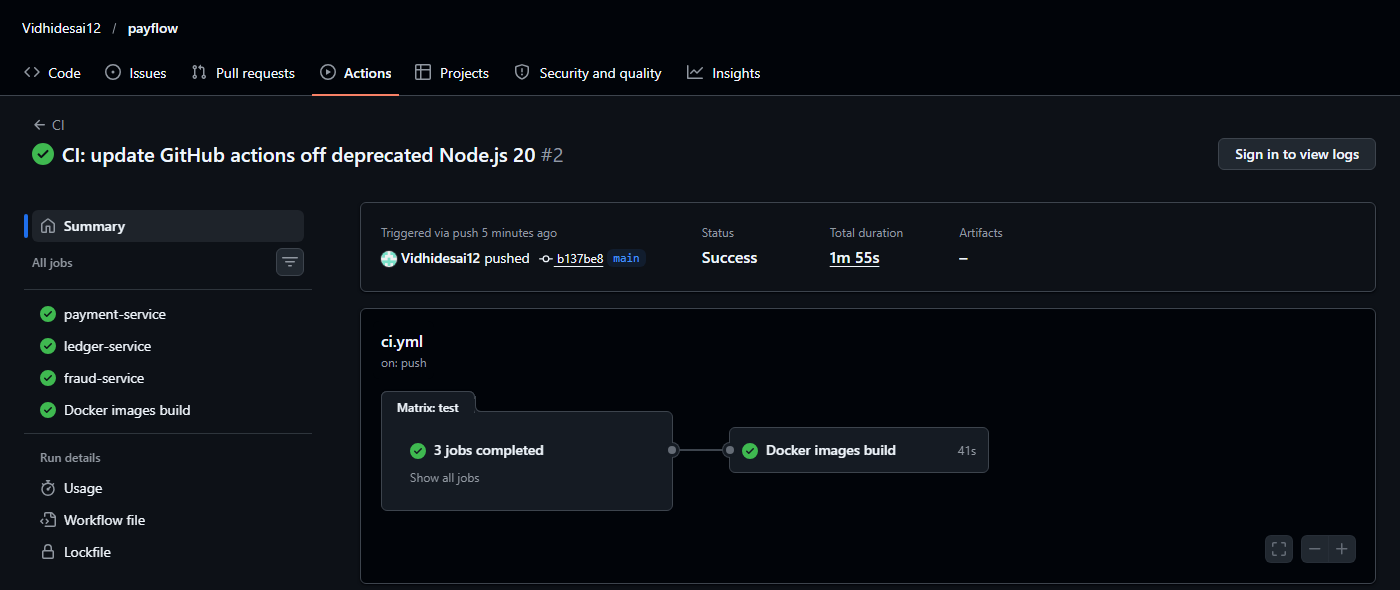 Vidhidesai12 / payflow
Code Issues Pull requests Actions Projects Security and quality Insights
← CI
CI: update GitHub actions off deprecated Node.js 20 #2
Sign in to view logs
Summary
All jobs
payment-service
ledger-service
fraud-service
Docker images build
Run details
Usage
Workflow file
Lockfile
Triggered via push 5 minutes ago
Vidhidesai12 pushed b137be8 main
Status
Success
Total duration
1m 55s
Artifacts
–
ci.yml
on: push
Matrix: test
3 jobs completed
Show all jobs
Docker images build 41s